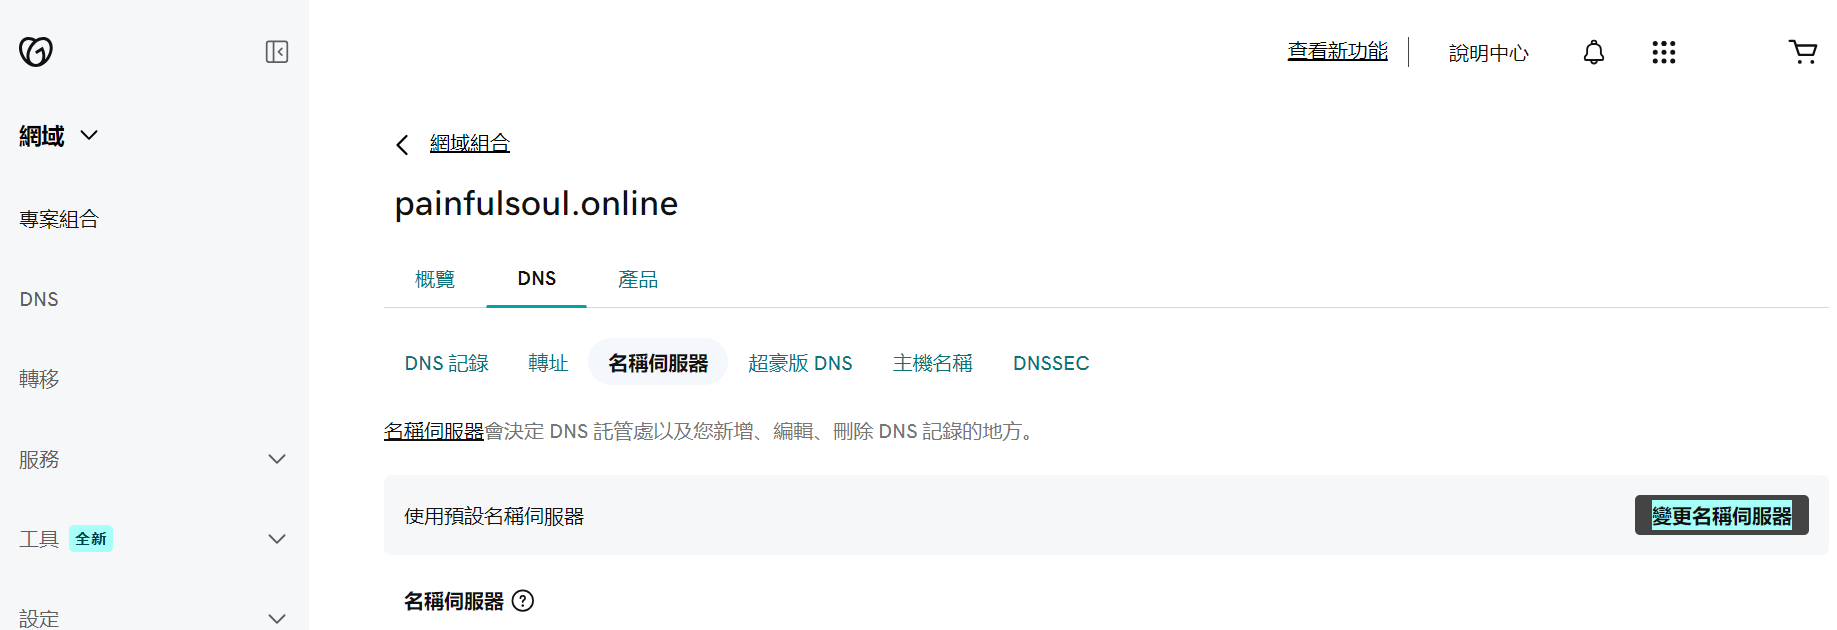 查看新功能
說明中心
網域
專案組合
DNS
轉移
服務
工具 全新
設定
網域組合
painfulsoul.online
概覽 DNS 產品
DNS 記錄 轉址 名稱伺服器 超豪版 DNS 主機名稱 DNSSEC
名稱伺服器會決定 DNS 託管處以及您新增、編輯、刪除 DNS 記錄的地方。
使用預設名稱伺服器
變更名稱伺服器
名稱伺服器 ?